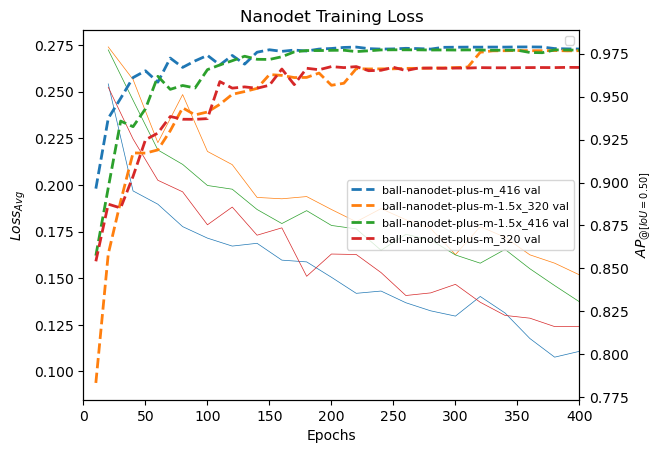 Nanodet Training Loss
0.275
0.250
0.225
0.200
0.175
0.150
0.125
0.100
Loss_{Avg}
0.975
0.950
0.925
0.900
0.875
0.850
0.825
0.800
0.775
AP_{@[IoU=0.50]}
ball-nanodet-plus-m_416 val
ball-nanodet-plus-m-1.5x_320 val
ball-nanodet-plus-m-1.5x_416 val
ball-nanodet-plus-m_320 val
0 50 100 150 200 250 300 350 400
Epochs